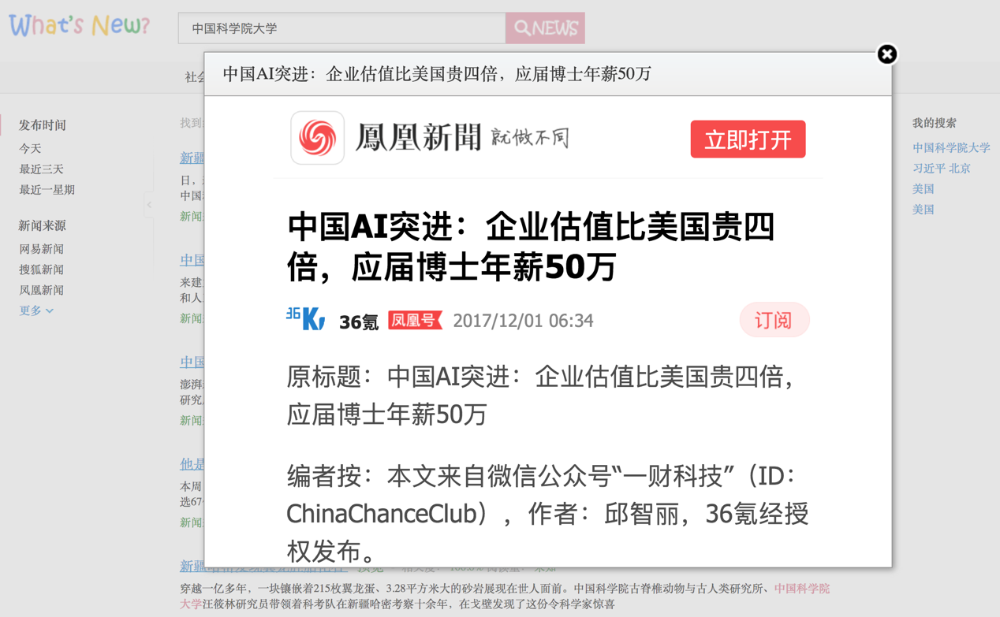 What's New?
中国科学院大学
NEWS
社会
中国AI突进：企业估值比美国贵四倍，应届博士年薪50万
鳳凰新聞 就做不同
立即打开
中国AI突进：企业估值比美国贵四
倍，应届博士年薪50万
36Kr 36氪 凤凰号 2017/12/01 06:34
订阅
原标题：中国AI突进：企业估值比美国贵四倍，
应届博士年薪50万
编者按：本文来自微信公众号“一财科技”（ID：
ChinaChanceClub），作者：邱智丽，36氪经授
权发布。
发布时间
今天
最近三天
最近一星期
新闻来源
网易新闻
搜狐新闻
凤凰新闻
更多
找到
新疆
日，
中国
新闻
中国
来建
和人
新闻
中国
澎湃
研究
新闻
他是
本周
选67
新闻
新疆
穿越一亿多年，一块镶嵌着215枚翼龙蛋、3.28平方米大的砂岩展现在世人面前。中国科学院古脊椎动物与古人类研究所、中国科学院
大学汪筱林研究员带领着科考队在新疆哈密考察十余年，在戈壁发现了这份令科学家惊喜
我的搜索
中国科学院大学
习近平 北京
美国
美国